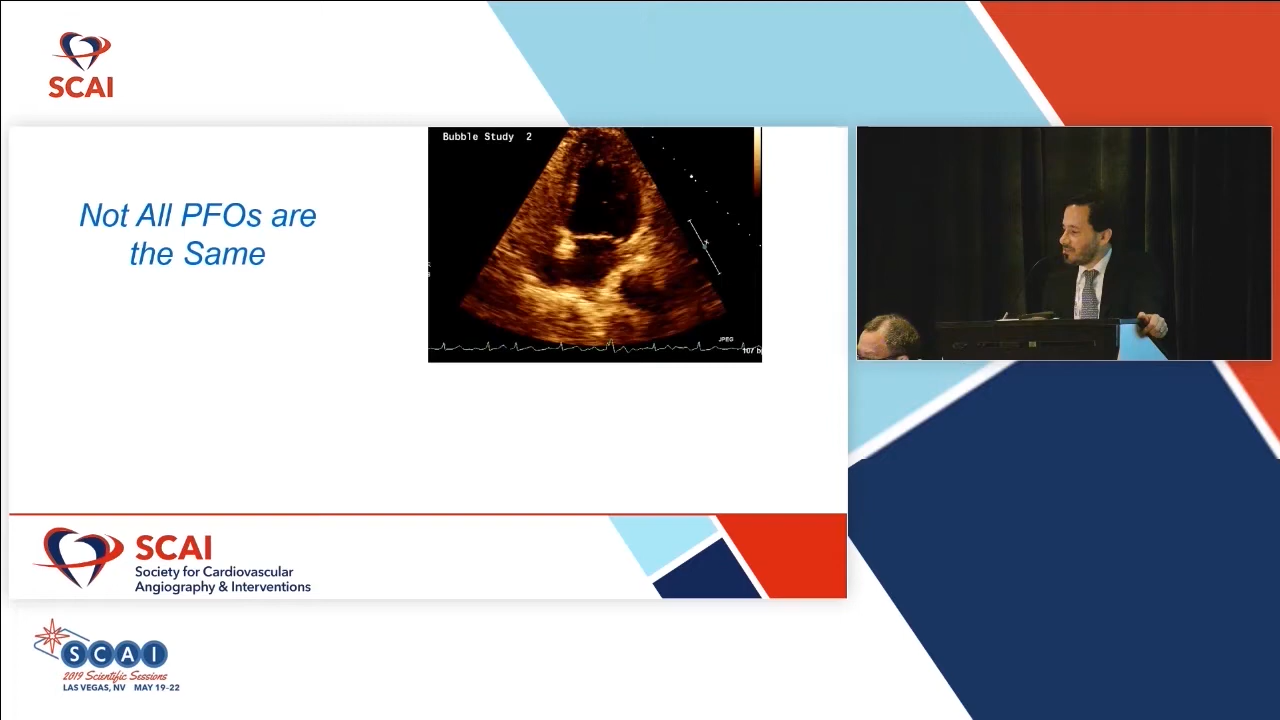 SCAI
Bubble Study 2
Not All PFOs are
the Same
JPEG
SCAI
Society for Cardiovascular
Angiography & Interventions
SCAI
2019 Scientific Sessions
LAS VEGAS, NV MAY 19-22